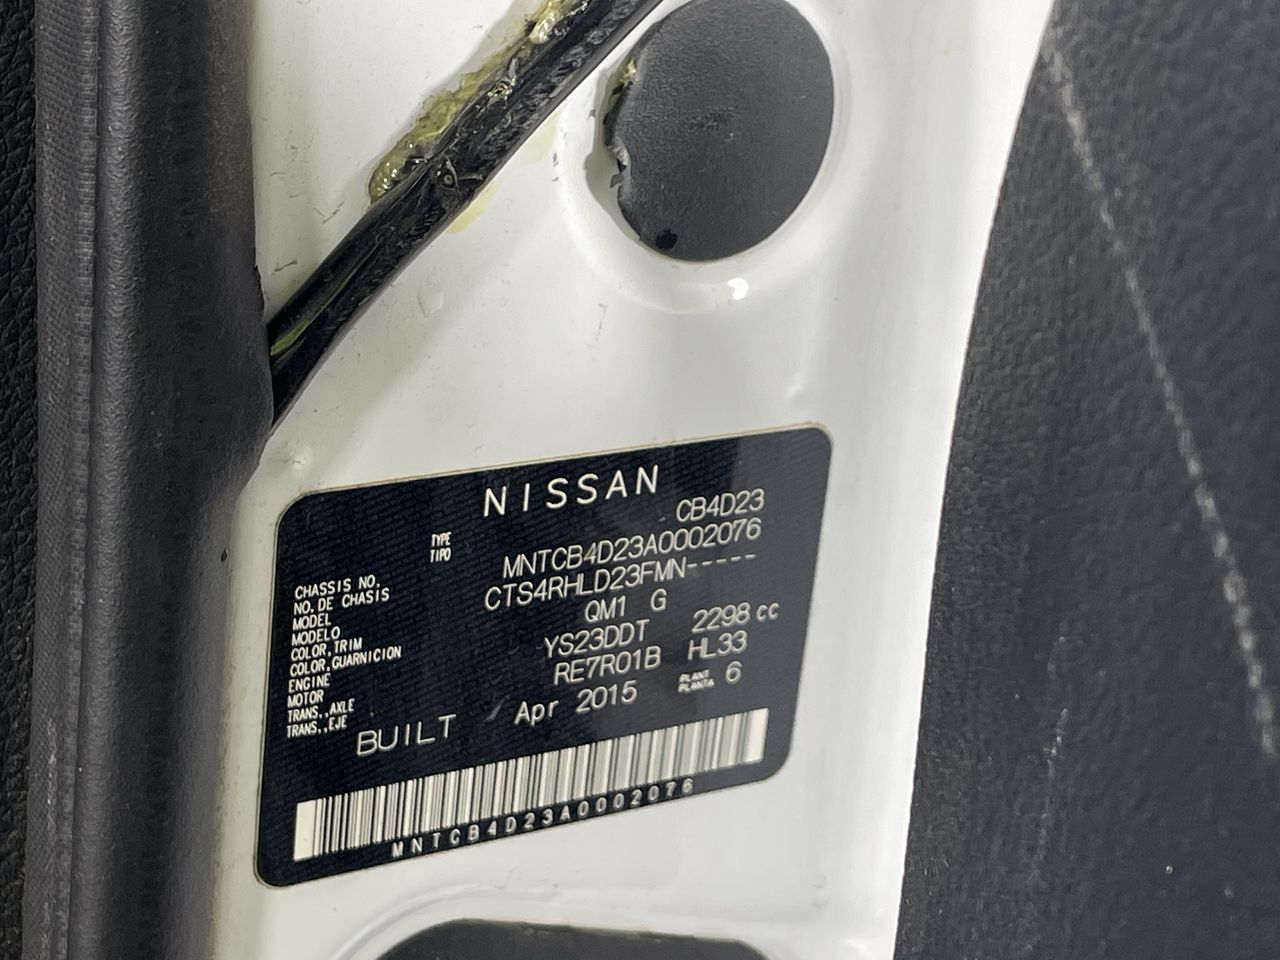 NISSAN
TYPE
TIPO
CB4D23
CHASSIS NO.
NO. DE CHASIS
MNTCB4D23A0002076
MODEL
MODELO
CTS4RHLD23FMN-----
COLOR,TRIM
COLOR,GUARNICION
QM1 G
ENGINE
MOTOR
YS23DDT 2298 cc
TRANS.,AXLE
TRANS.,EJE
RE7R01B HL33
BUILT Apr 2015
PLANT
PLANTA
6
MNTCB4D23A0002076